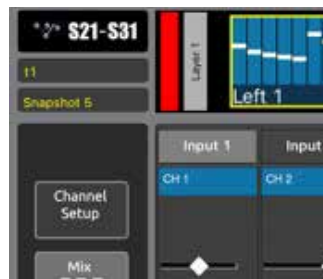 S21-S31
t1
Snapshot 5
Layer 1
Left 1
Input 1
Input
CH 1
CH 2
Channel
Setup
Mix